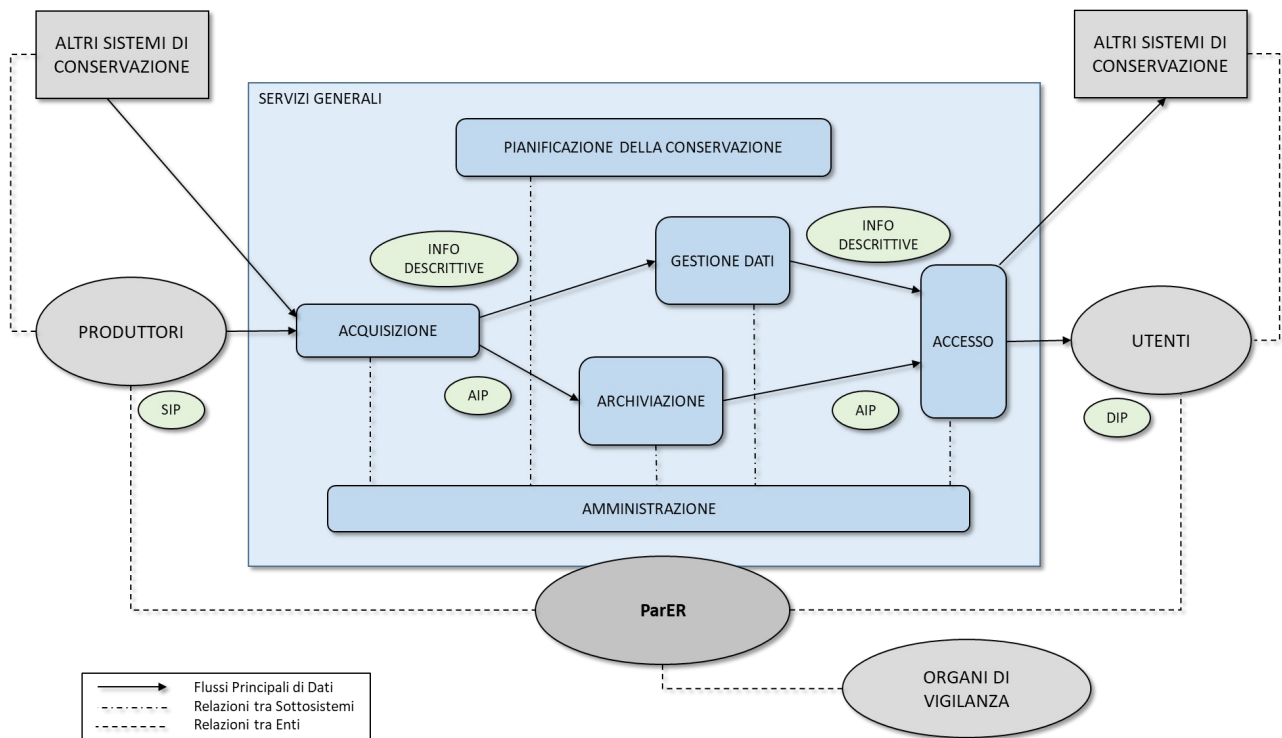 ALTRI SISTEMI DI
CONSERVAZIONE
ALTRI SISTEMI DI
CONSERVAZIONE
SERVIZI GENERALI
PIANIFICAZIONE DELLA CONSERVAZIONE
INFO
DESCRITTIVE
GESTIONE DATI
INFO
DESCRITTIVE
PRODUTTORI
ACQUISIZIONE
ACCESSO
UTENTI
SIP
AIP
ARCHIVIAZIONE
AIP
DIP
AMMINISTRAZIONE
ParER
ORGANI DI
VIGILANZA
Flussi Principali di Dati
Relazioni tra Sottosistemi
Relazioni tra Enti